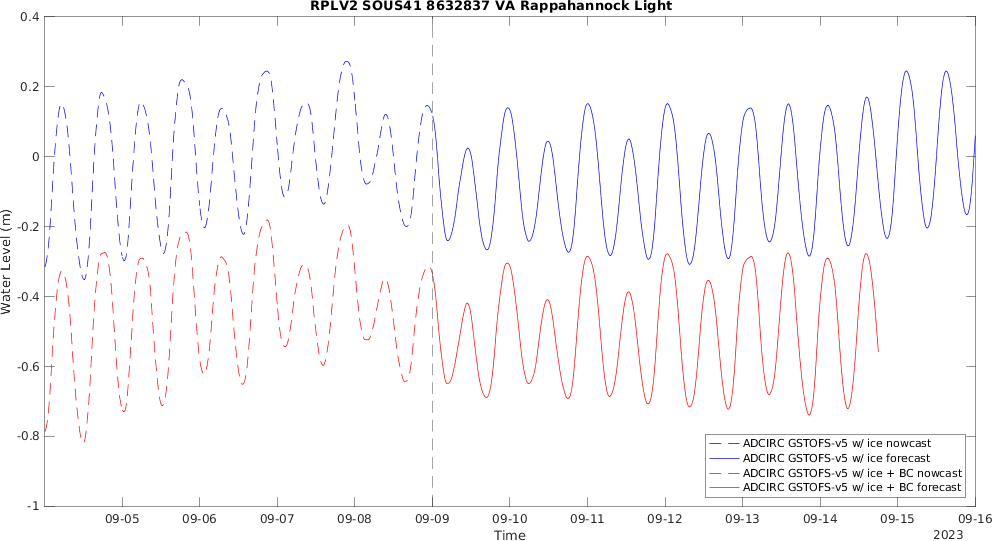 RPLV2 SOUS41 8632837 VA Rappahannock Light
0.4
0.2
0
-0.2
-0.4
-0.6
-0.8
-1
Water Level (m)
09-05 09-06 09-07 09-08 09-09 09-10 09-11 09-12 09-13 09-14 09-15 09-16
Time
2023
ADCIRC GSTOFS-v5 w/ ice nowcast
ADCIRC GSTOFS-v5 w/ ice forecast
ADCIRC GSTOFS-v5 w/ ice + BC nowcast
ADCIRC GSTOFS-v5 w/ ice + BC forecast